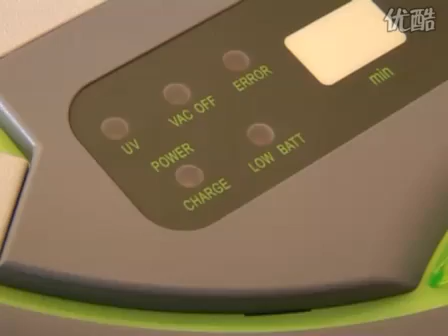 优酷
ERROR
min
VAC OFF
UV
POWER
LOW BATT
CHARGE